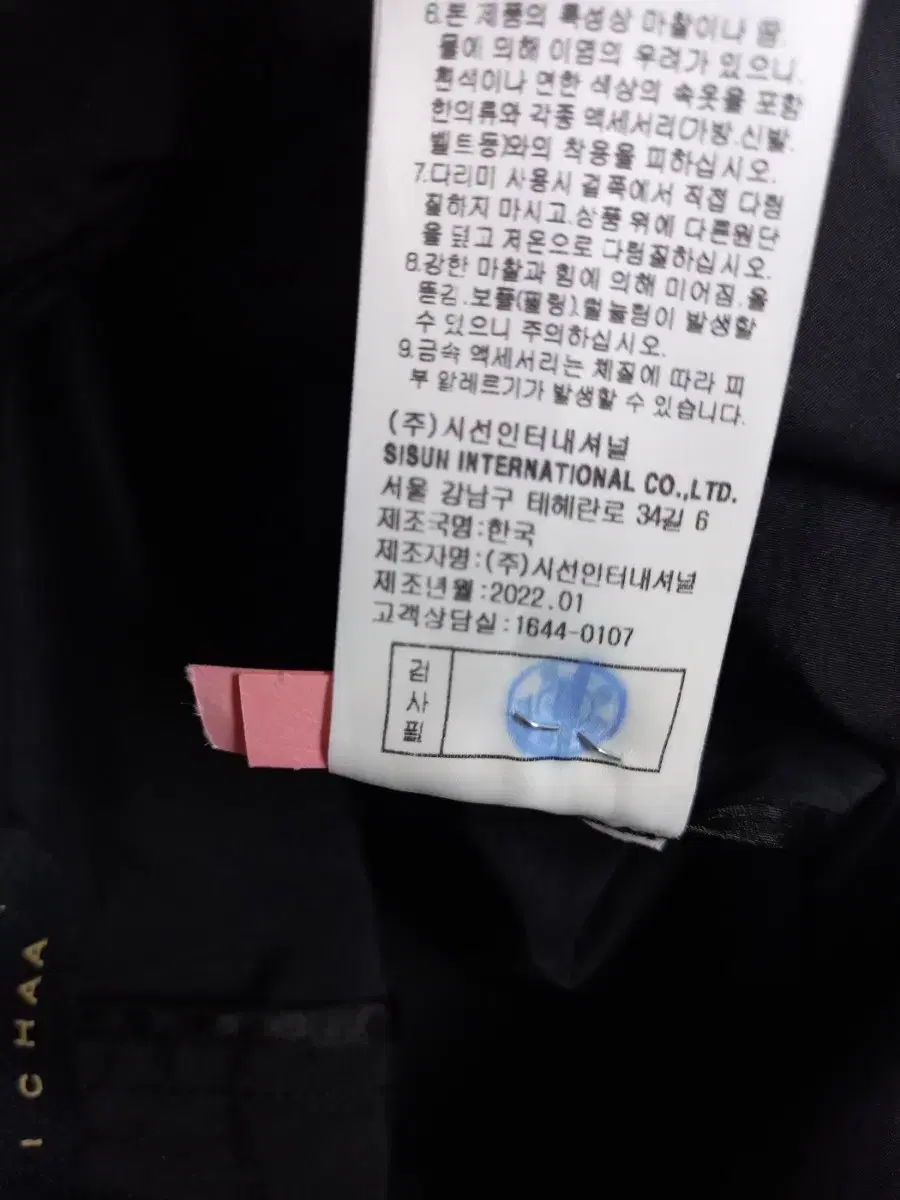 6.본 제품의 특성상 마찰이나 땀,
물에 의해 이염의 우려가 있으니,
흰색이나 연한 색상의 속옷을 포함
한의류와 각종 액세서리(가방.신발.
벨트등)와의 착용을 피하십시오.
7.다리미 사용시 겉쪽에서 직접 다림
질하지 마시고.상품 위에 다른원단
을 덮고 저온으로 다림질하십시오.
8.강한 마찰과 힘에 의해 미어짐.올
뜯김.보풀(필링).털눌림이 발생할
수 있으니 주의하십시오.
9.금속 액세서리는 체질에 따라 피
부 알레르기가 발생할 수 있습니다.
(주)시선인터내셔널
SISUN INTERNATIONAL CO.,LTD.
서울 강남구 테헤란로 34길 6
제조국명:한국
제조자명:(주)시선인터내셔널
제조년월:2022.01
고객상담실:1644-0107
검사필
ICHAA